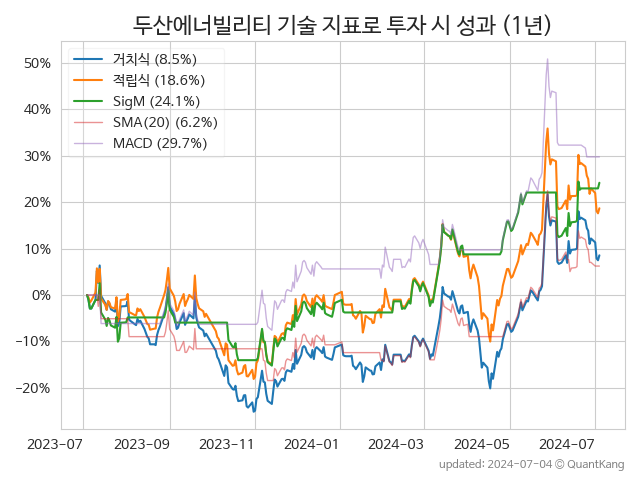 두산에너빌리티 기술 지표로 투자 시 성과 (1년)
거치식 (8.5%)
적립식 (18.6%)
SigM (24.1%)
SMA(20) (6.2%)
MACD (29.7%)
50%
40%
30%
20%
10%
0%
−10%
−20%
2023-07 2023-09 2023-11 2024-01 2024-03 2024-05 2024-07
updated: 2024-07-04 © QuantKang